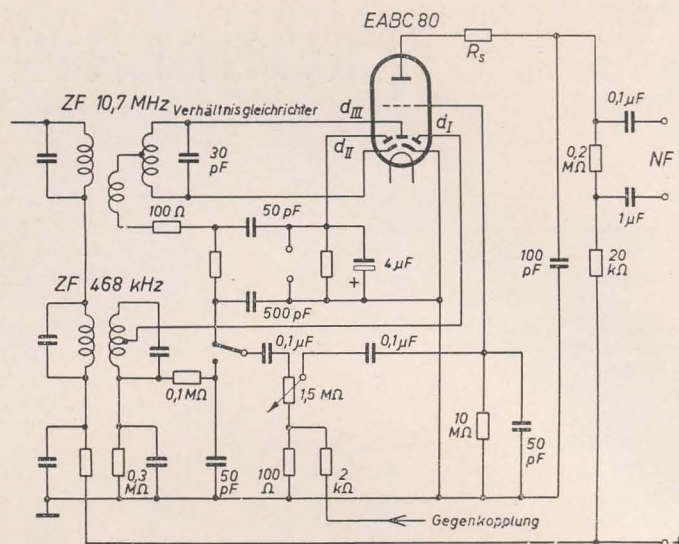 EABC 80
R_s
ZF 10,7 MHz
Verhältnisgleichrichter
d_III
d_I
d_II
30
pF
0,1 µF
0,2
MΩ
NF
1 µF
100 Ω
50 pF
4 µF
+
500 pF
100
pF
20
kΩ
ZF 468 kHz
0,1 µF
0,1 µF
0,1 MΩ
1,5 MΩ
10
MΩ
50
pF
0,3
MΩ
50
pF
100
Ω
2
kΩ
Gegenkopplung
+